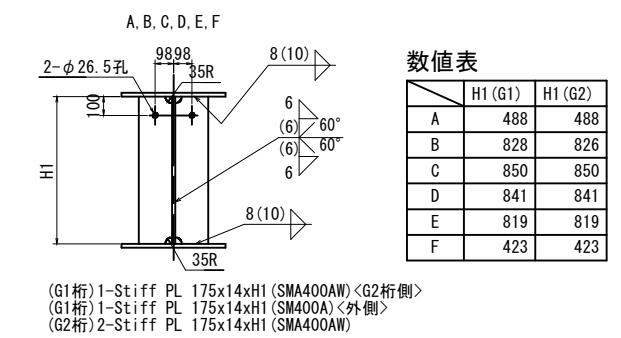 A,B,C,D,E,F
9898
8(10)
2-φ26.5孔
35R
100
6
(6)
60°
(6)
60°
6
H1
8(10)
35R
数値表
H1(G1) H1(G2)
A 488 488
B 828 826
C 850 850
D 841 841
E 819 819
F 423 423
(G1桁)1-Stiff PL 175x14xH1(SMA400AW)<G2桁側>
(G1桁)1-Stiff PL 175x14xH1(SM400A)<外側>
(G2桁)2-Stiff PL 175x14xH1(SMA400AW)